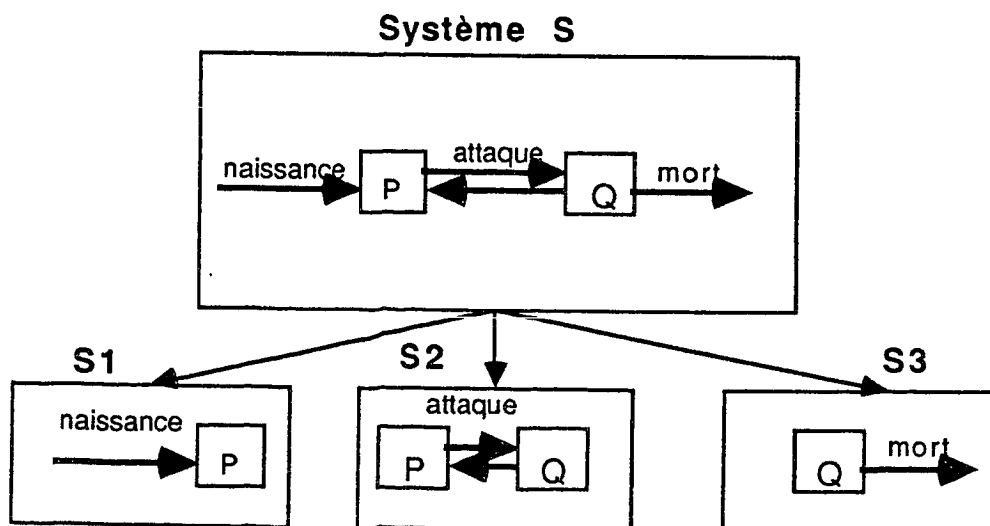 Système S
naissance
P
attaque
Q
mort
S1
naissance
P
S2
attaque
P
Q
S3
Q
mort